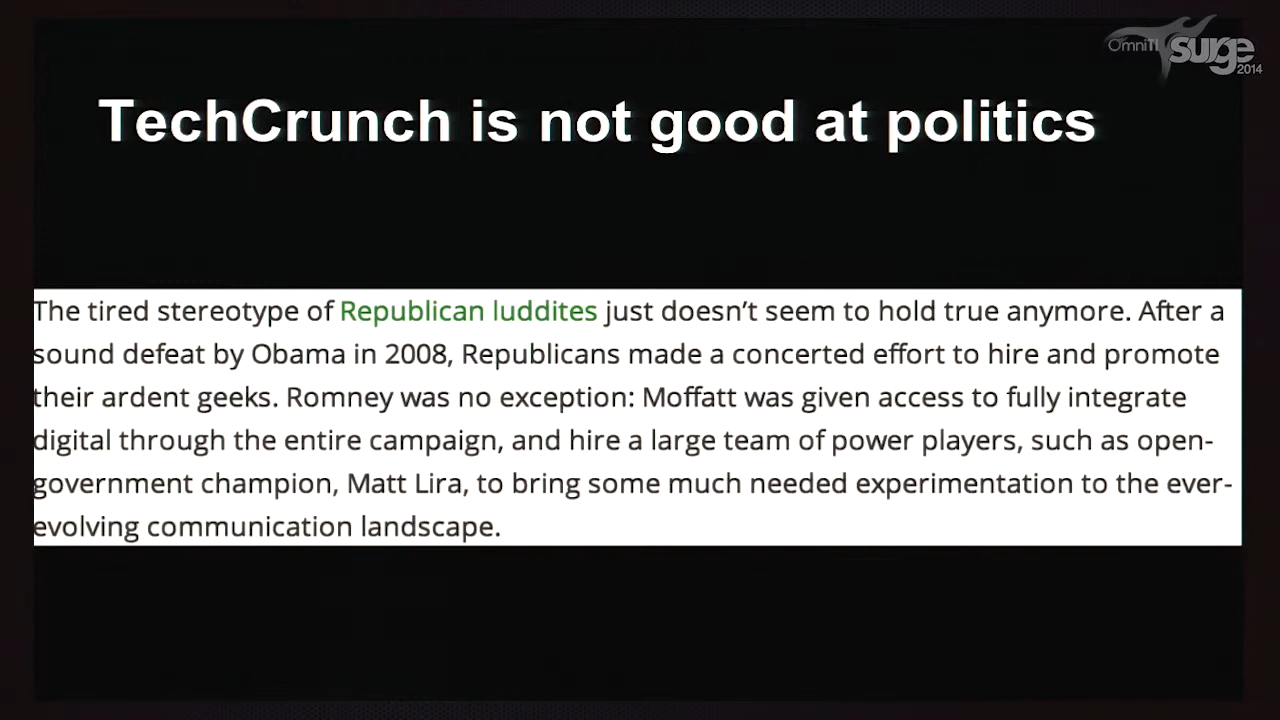 OmniTI surge 2014
TechCrunch is not good at politics
The tired stereotype of Republican luddites just doesn’t seem to hold true anymore. After a
sound defeat by Obama in 2008, Republicans made a concerted effort to hire and promote
their ardent geeks. Romney was no exception: Moffatt was given access to fully integrate
digital through the entire campaign, and hire a large team of power players, such as open-
government champion, Matt Lira, to bring some much needed experimentation to the ever-
evolving communication landscape.